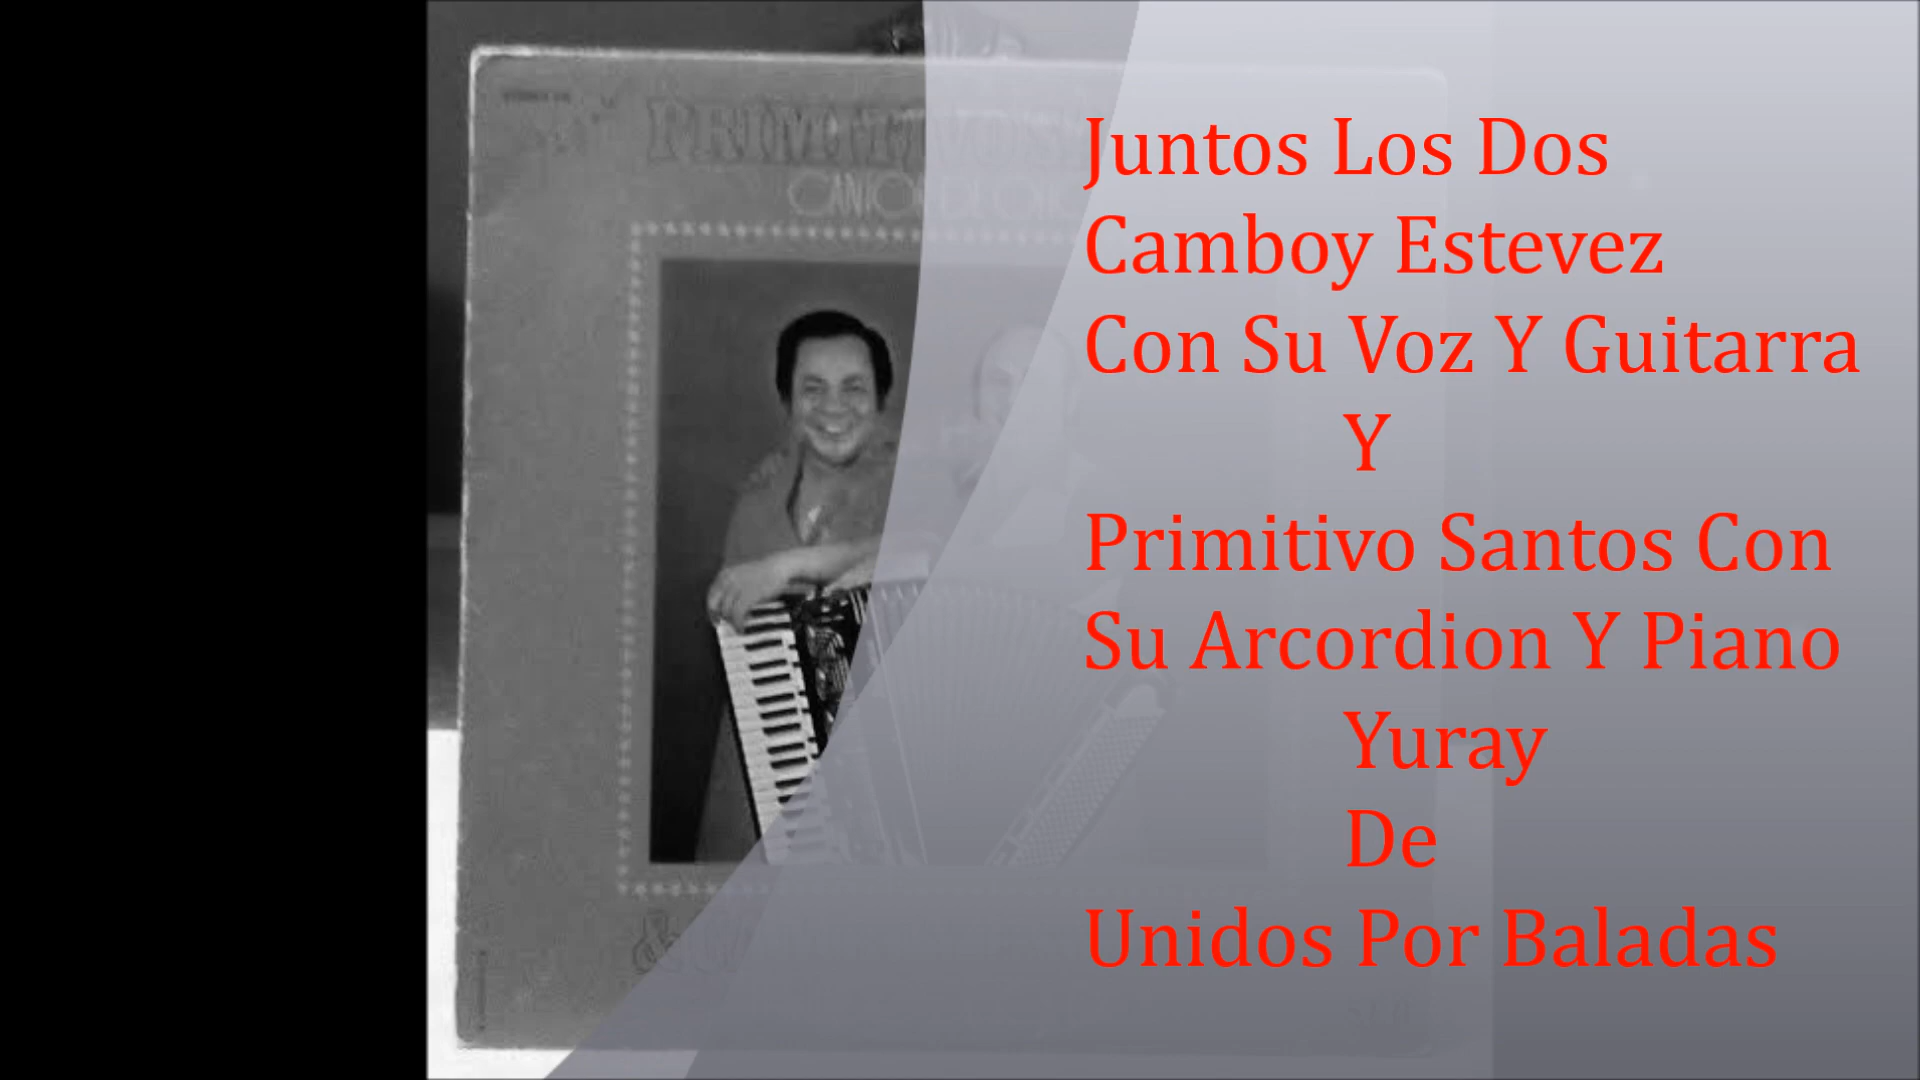 PRIMITIVO
Juntos Los Dos
Camboy Estevez
Con Su Voz Y Guitarra
Y
Primitivo Santos Con
Su Arcordion Y Piano
Yuray
De
Unidos Por Baladas